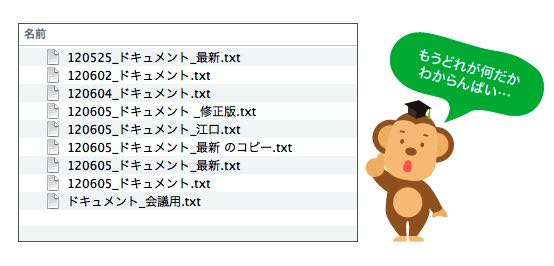 名前
120525_ドキュメント_最新.txt
120602_ドキュメント.txt
120604_ドキュメント.txt
120605_ドキュメント _修正版.txt
120605_ドキュメント_江口.txt
120605_ドキュメント_最新 のコピー.txt
120605_ドキュメント_最新.txt
120605_ドキュメント.txt
ドキュメント_会議用.txt
もうどれが何だか
わからんばい…